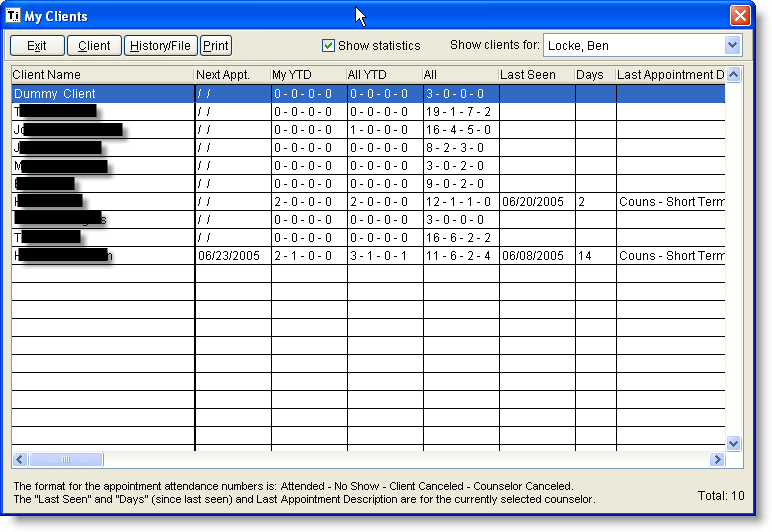 Ti My Clients
Exit Client History/File Print Show statistics Show clients for: Locke, Ben
Client Name Next Appt. My YTD All YTD All Last Seen Days Last Appointment D
Dummy Client / / 0 - 0 - 0 - 0 0 - 0 - 0 - 0 3 - 0 - 0 - 0
/ / 0 - 0 - 0 - 0 0 - 0 - 0 - 0 19 - 1 - 7 - 2
/ / 0 - 0 - 0 - 0 1 - 0 - 0 - 0 16 - 4 - 5 - 0
/ / 0 - 0 - 0 - 0 0 - 0 - 0 - 0 8 - 2 - 3 - 0
/ / 0 - 0 - 0 - 0 0 - 0 - 0 - 0 3 - 0 - 2 - 0
/ / 0 - 0 - 0 - 0 0 - 0 - 0 - 0 9 - 0 - 2 - 0
/ / 2 - 0 - 0 - 0 2 - 0 - 0 - 0 12 - 1 - 1 - 0 06/20/2005 2 Couns - Short Term
/ / 0 - 0 - 0 - 0 0 - 0 - 0 - 0 3 - 0 - 0 - 0
/ / 0 - 0 - 0 - 0 0 - 0 - 0 - 0 16 - 6 - 2 - 2
06/23/2005 2 - 1 - 0 - 0 3 - 1 - 0 - 1 11 - 6 - 2 - 4 06/08/2005 14 Couns - Short Term
The format for the appointment attendance numbers is: Attended - No Show - Client Canceled - Counselor Canceled.
The "Last Seen" and "Days" (since last seen) and Last Appointment Description are for the currently selected counselor.
Total: 10